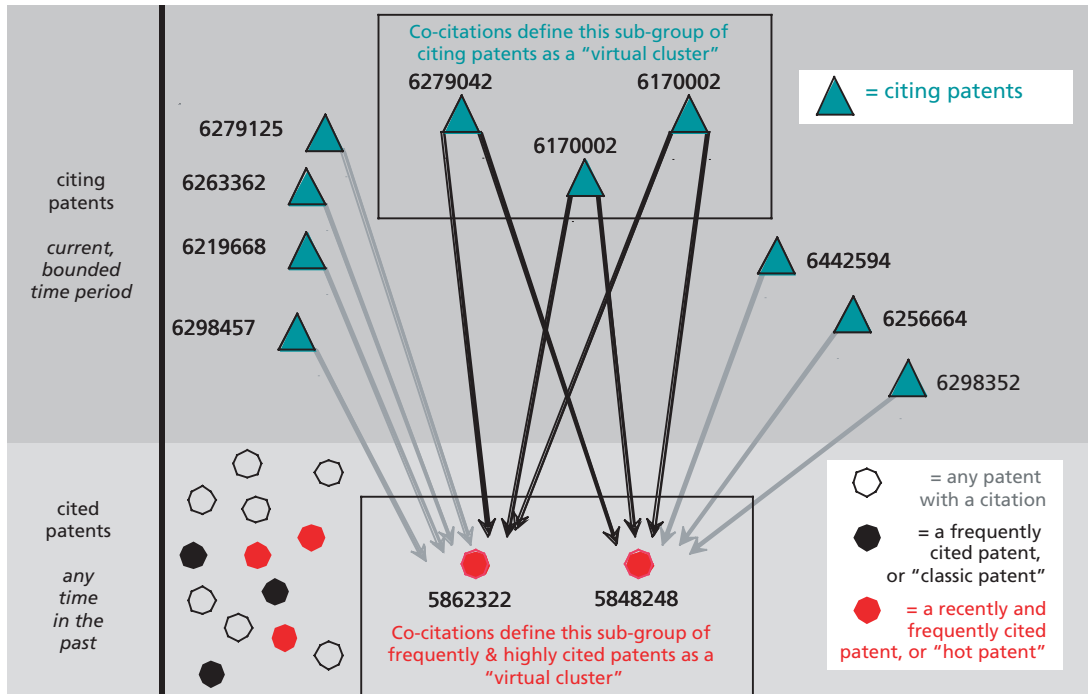 Co-citations define this sub-group of
citing patents as a “virtual cluster”
6279042
6170002
6170002
= citing patents
6279125
6263362
6219668
6298457
6442594
6256664
6298352
citing
patents
current,
bounded
time period
cited
patents
any
time
in the
past
5862322
5848248
Co-citations define this sub-group of
frequently & highly cited patents as a
“virtual cluster”
= any patent
with a citation
= a frequently
cited patent,
or “classic patent”
= a recently and
frequently cited
patent, or “hot patent”